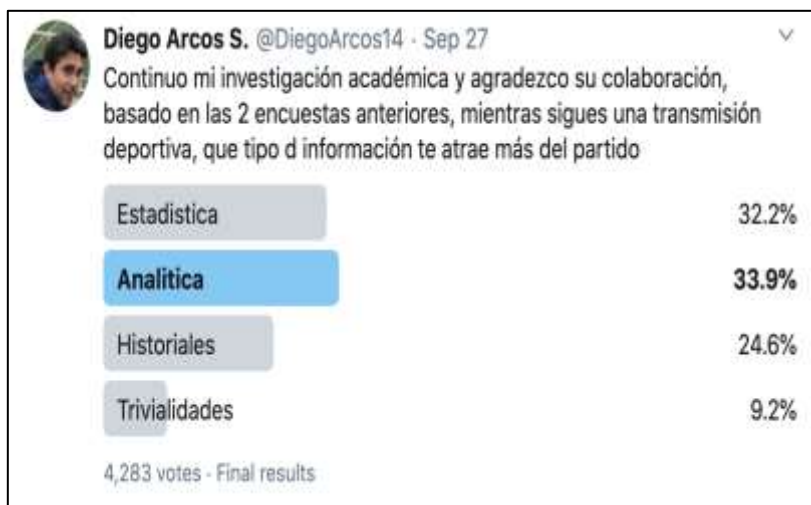 Diego Arcos S. @DiegoArcos14 · Sep 27
Continuo mi investigación académica y agradezco su colaboración,
basado en las 2 encuestas anteriores, mientras sigues una transmisión
deportiva, que tipo d información te atrae más del partido
Estadistica 32.2%
Analitica 33.9%
Historiales 24.6%
Trivialidades 9.2%
4,283 votes · Final results